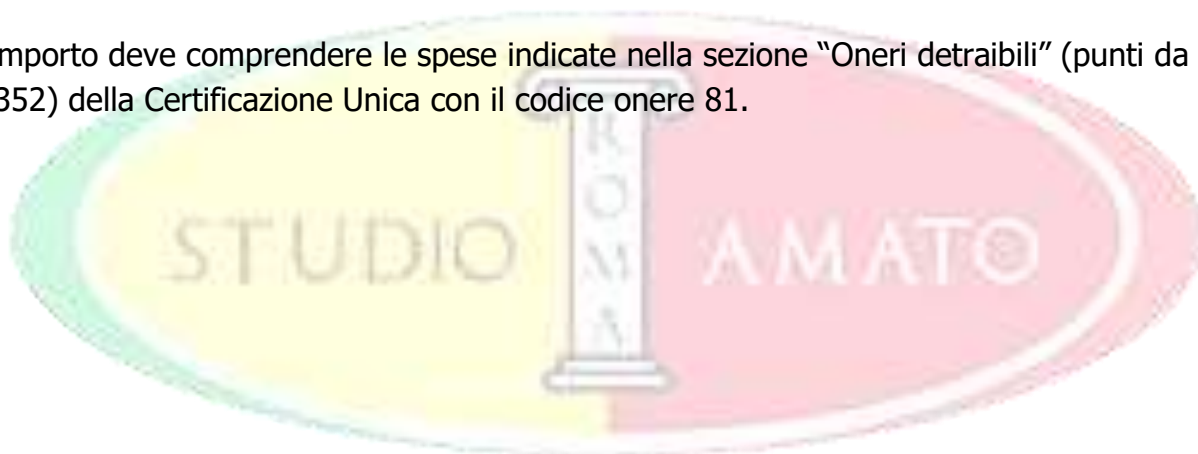 mporto deve comprendere le spese indicate nella sezione “Oneri detraibili” (punti da
352) della Certificazione Unica con il codice onere 81.
STUDIO ROMA AMATO